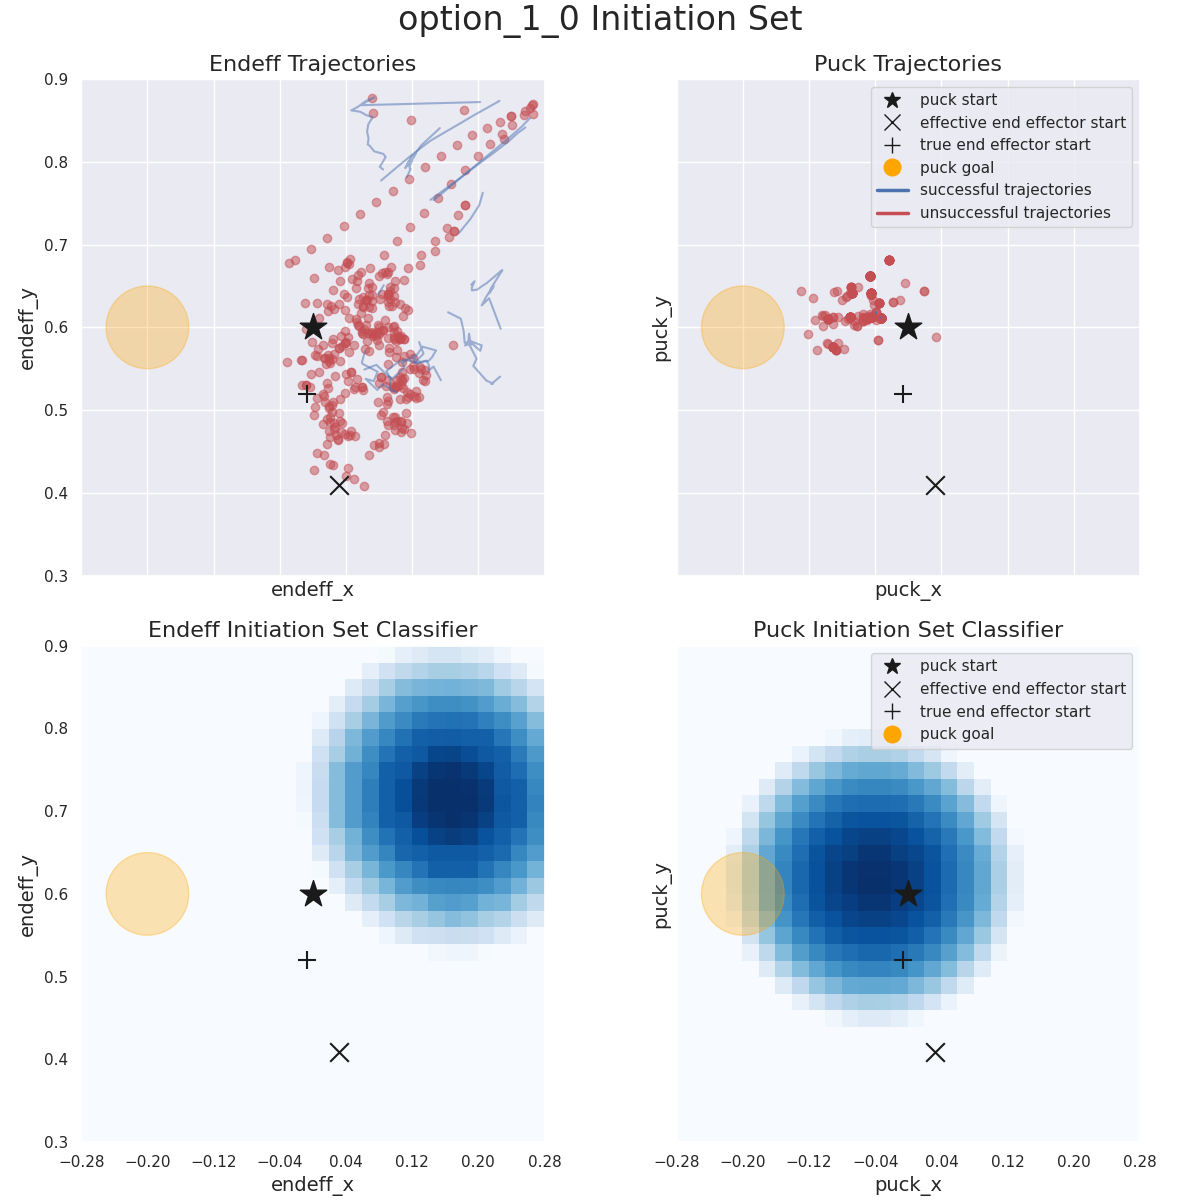 option_1_0 Initiation Set
Endeff Trajectories
Puck Trajectories
0.9
0.8
0.7
0.6
0.5
0.4
0.3
endeff_y
endeff_x
puck_y
puck_x
puck start
effective end effector start
true end effector start
puck goal
successful trajectories
unsuccessful trajectories
Endeff Initiation Set Classifier
Puck Initiation Set Classifier
0.9
0.8
0.7
0.6
0.5
0.4
0.3
endeff_y
−0.28 −0.20 −0.12 −0.04 0.04 0.12 0.20 0.28
endeff_x
puck_y
puck start
effective end effector start
true end effector start
puck goal
−0.28 −0.20 −0.12 −0.04 0.04 0.12 0.20 0.28
puck_x